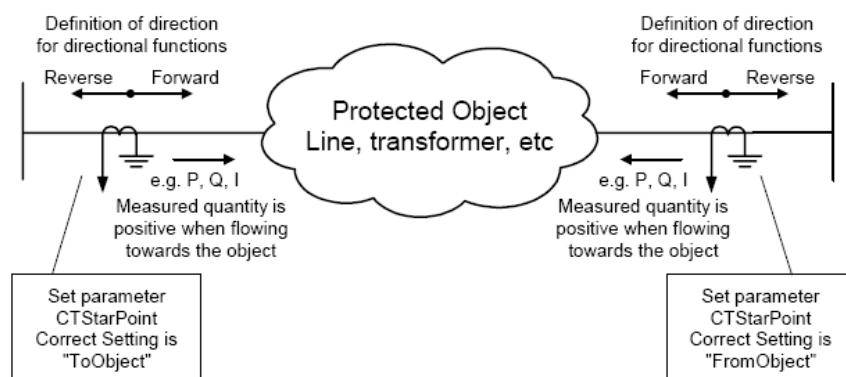 Definition of direction
for directional functions
Reverse Forward
Definition of direction
for directional functions
Forward Reverse
Protected Object
Line, transformer, etc
e.g. P, Q, I
Measured quantity is
positive when flowing
towards the object
e.g. P, Q, I
Measured quantity is
positive when flowing
towards the object
Set parameter
CTStarPoint
Correct Setting is
"ToObject"
Set parameter
CTStarPoint
Correct Setting is
"FromObject"